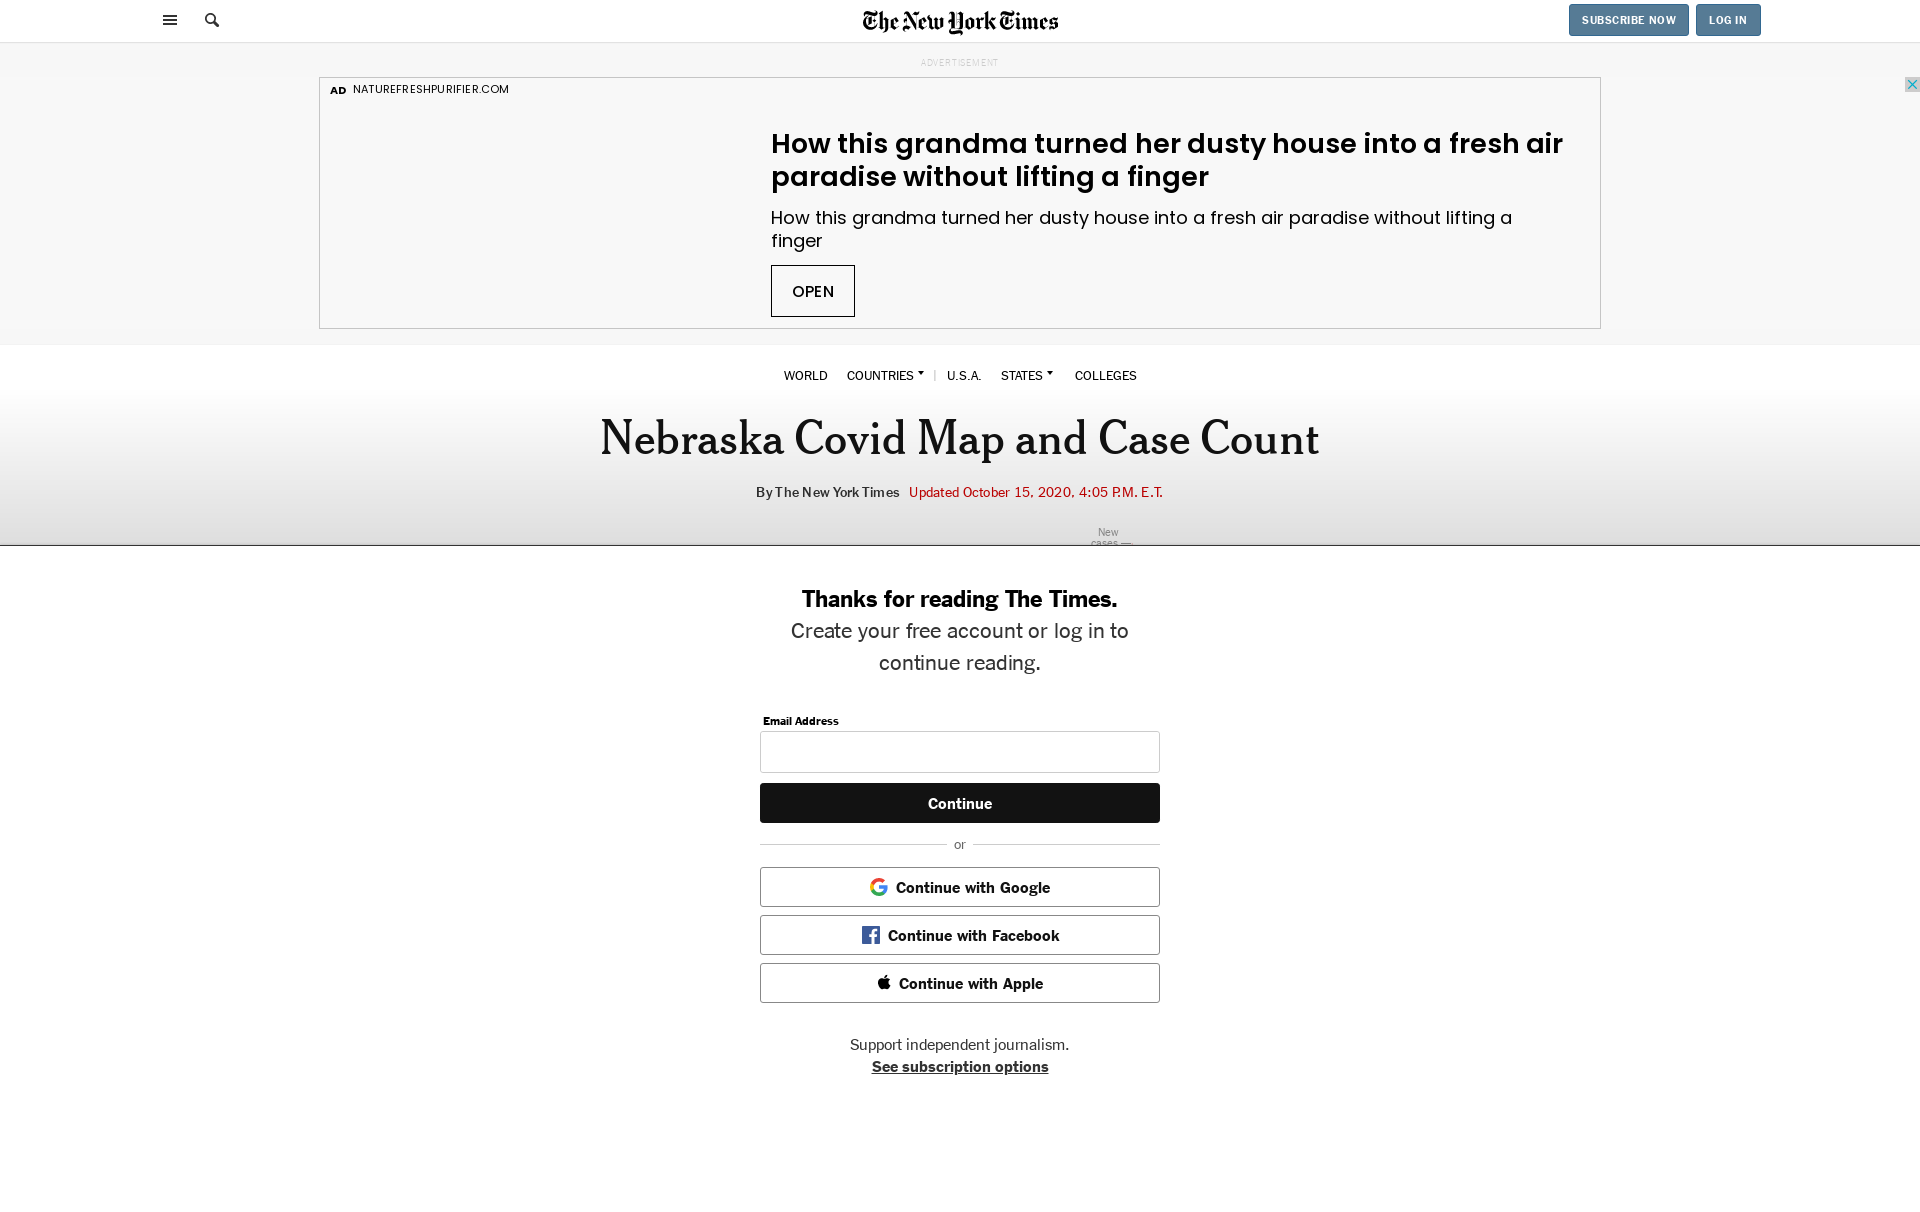 The New York Times
SUBSCRIBE NOW
LOG IN
ADVERTISEMENT
AD NATUREFRESHPURIFIER.COM
How this grandma turned her dusty house into a fresh air
paradise without lifting a finger
How this grandma turned her dusty house into a fresh air paradise without lifting a
finger
OPEN
WORLD COUNTRIES | U.S.A. STATES COLLEGES
Nebraska Covid Map and Case Count
By The New York Times Updated October 15, 2020, 4:05 P.M. E.T.
New
cases —
Thanks for reading The Times.
Create your free account or log in to
continue reading.
Email Address
Continue
or
Continue with Google
Continue with Facebook
Continue with Apple
Support independent journalism.
See subscription options